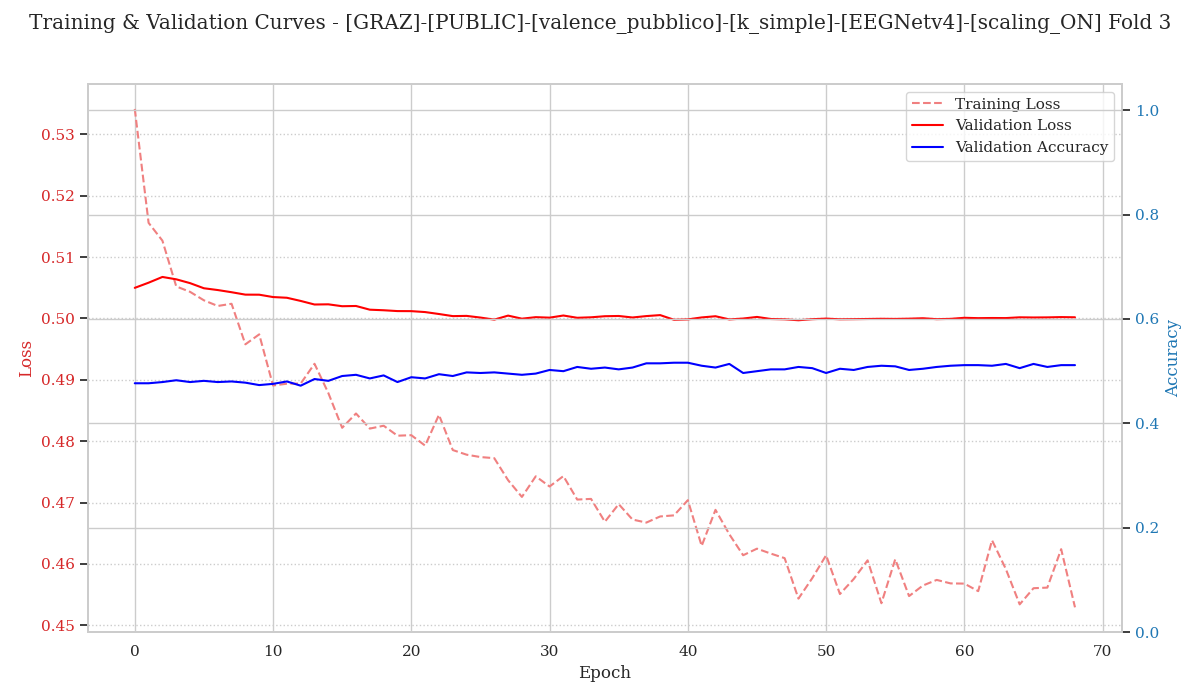 Training & Validation Curves - [GRAZ]-[PUBLIC]-[valence_pubblico]-[k_simple]-[EEGNetv4]-[scaling_ON] Fold 3
Training Loss
Validation Loss
Validation Accuracy
Loss
0.53
0.52
0.51
0.50
0.49
0.48
0.47
0.46
0.45
1.0
0.8
0.6
0.4
0.2
0.0
Accuracy
0 10 20 30 40 50 60 70
Epoch